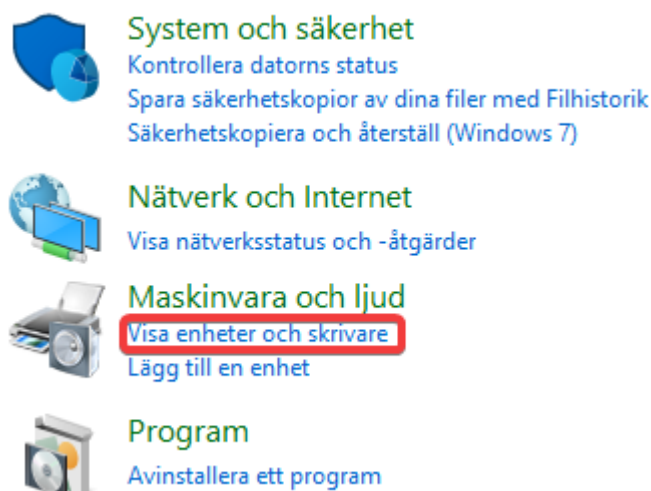 System och säkerhet
Kontrollera datorns status
Spara säkerhetskopior av dina filer med Filhistorik
Säkerhetskopiera och återställ (Windows 7)
Nätverk och Internet
Visa nätverksstatus och -åtgärder
Maskinvara och ljud
Visa enheter och skrivare
Lägg till en enhet
Program
Avinstallera ett program